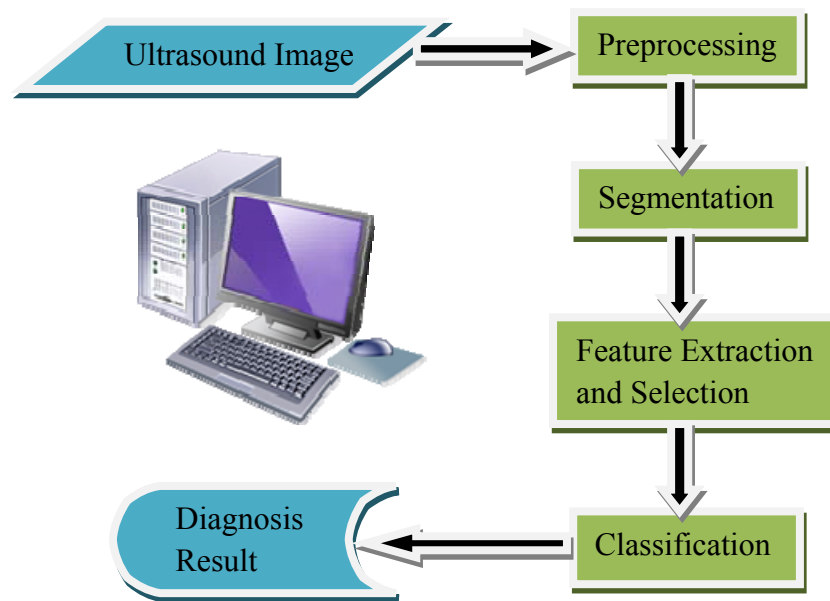 Ultrasound Image
Preprocessing
Segmentation
Feature Extraction
and Selection
Classification
Diagnosis
Result